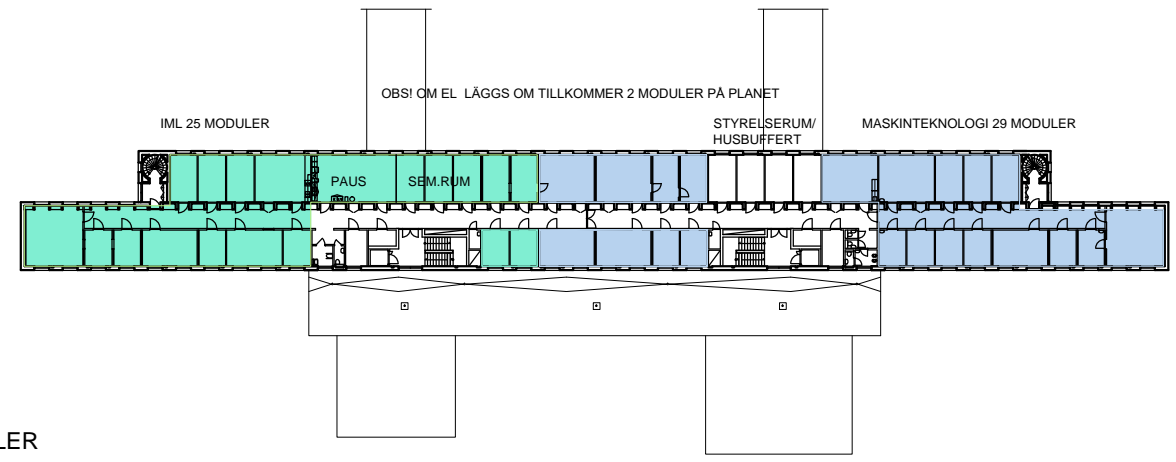 OBS! OM EL LÄGGS OM TILLKOMMER 2 MODULER PÅ PLANET
IML 25 MODULER
STYRELSERUM/
HUSBUFFERT
MASKINTEKNOLOGI 29 MODULER
PAUS
SEM.RUM
LER